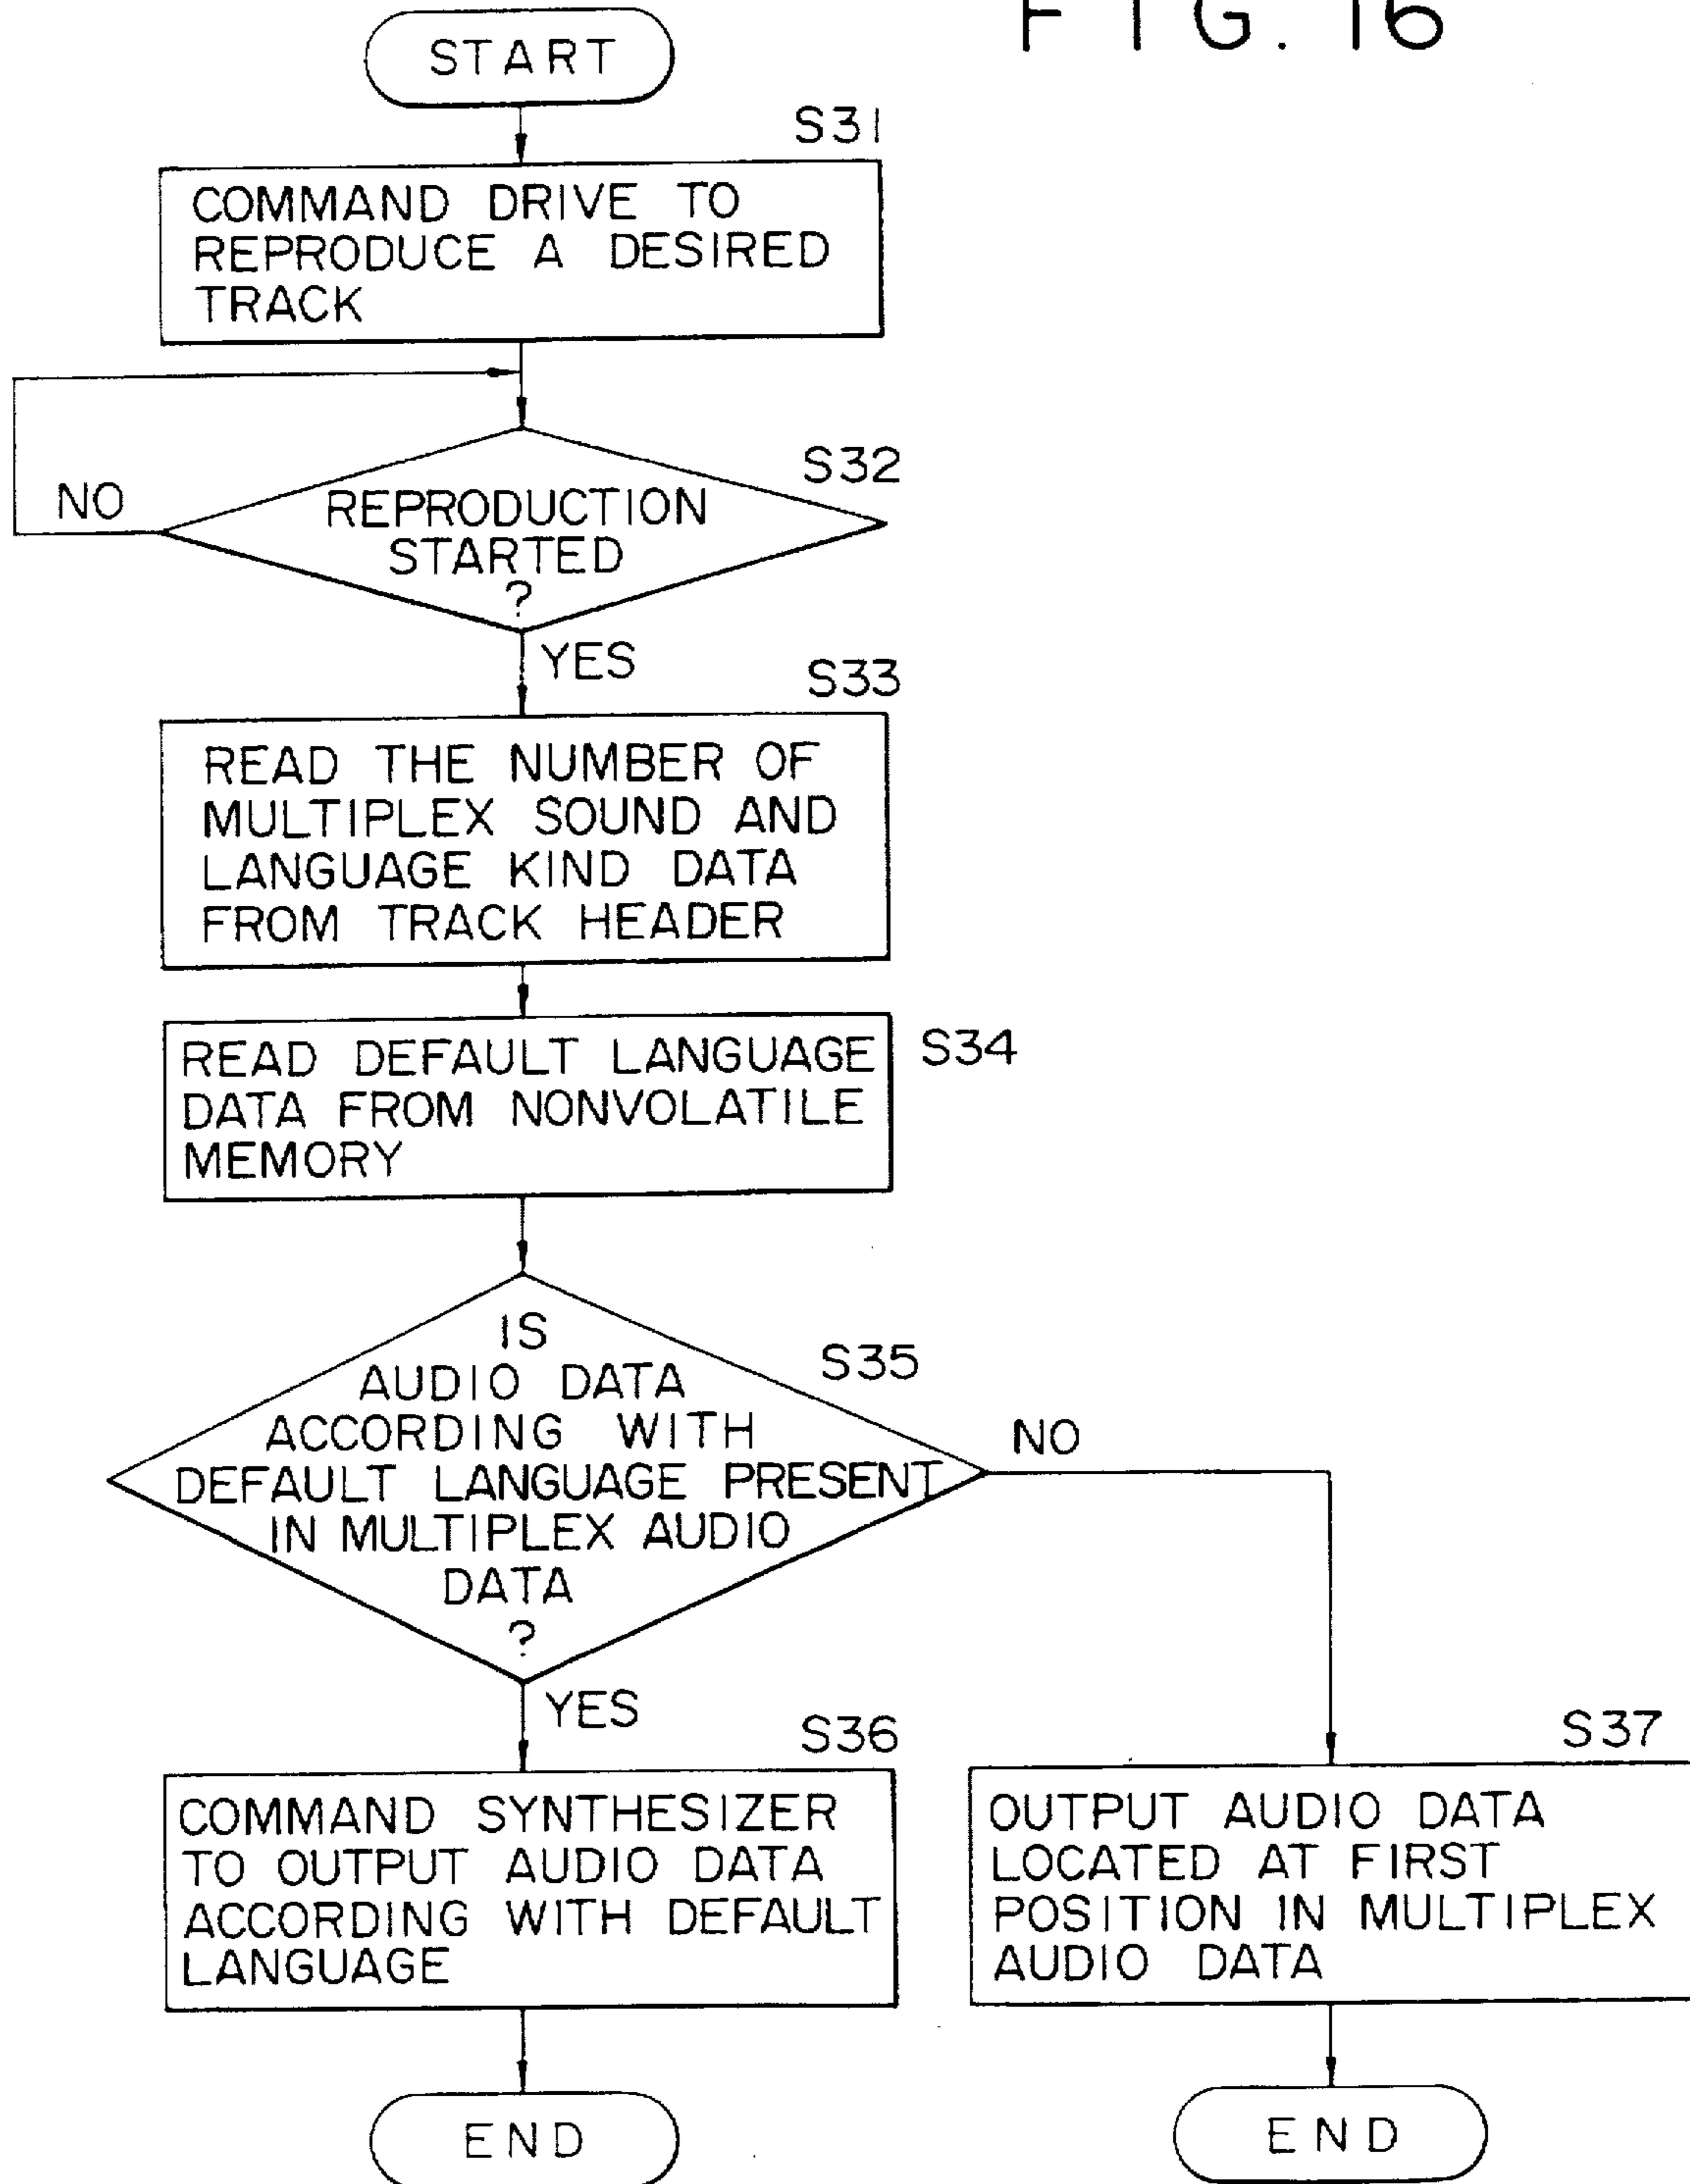 FIG. 16
START
S31
COMMAND DRIVE TO
REPRODUCE A DESIRED
TRACK
S32
NO
REPRODUCTION
STARTED
?
YES
S33
READ THE NUMBER OF
MULTIPLEX SOUND AND
LANGUAGE KIND DATA
FROM TRACK HEADER
S34
READ DEFAULT LANGUAGE
DATA FROM NONVOLATILE
MEMORY
IS
AUDIO DATA
ACCORDING WITH
DEFAULT LANGUAGE PRESENT
IN MULTIPLEX AUDIO
DATA
?
S35
NO
YES
S36
COMMAND SYNTHESIZER
TO OUTPUT AUDIO DATA
ACCORDING WITH DEFAULT
LANGUAGE
S37
OUTPUT AUDIO DATA
LOCATED AT FIRST
POSITION IN MULTIPLEX
AUDIO DATA
END
END